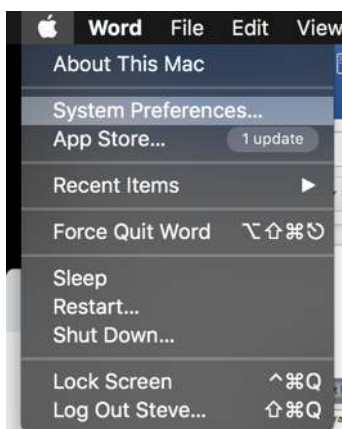 Word File Edit View
About This Mac
System Preferences...
App Store... 1 update
Recent Items
Force Quit Word ⌥⇧⌘⎋
Sleep
Restart...
Shut Down...
Lock Screen ^⌘Q
Log Out Steve... ⇧⌘Q